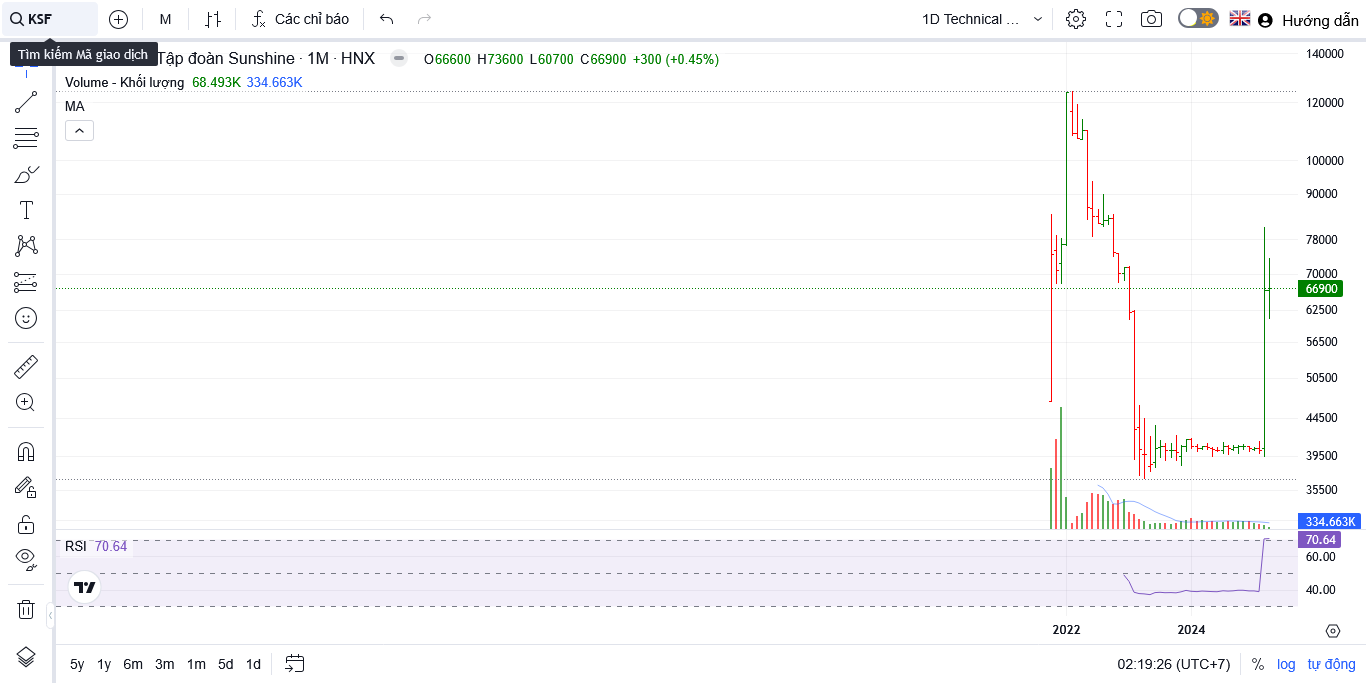 KSF
M
Các chỉ báo
1D Technical ...
Hướng dẫn
Tìm kiếm Mã giao dịch
Tập đoàn Sunshine · 1M · HNX
O66600 H73600 L60700 C66900 +300 (+0.45%)
Volume - Khối lượng 68.493K 334.663K
MA
140000
120000
100000
90000
78000
70000
66900
62500
56500
50500
44500
39500
35500
334.663K
RSI 70.64
70.64
60.00
40.00
2022
2024
5y 1y 6m 3m 1m 5d 1d
02:19:26 (UTC+7)
%
log
tự động